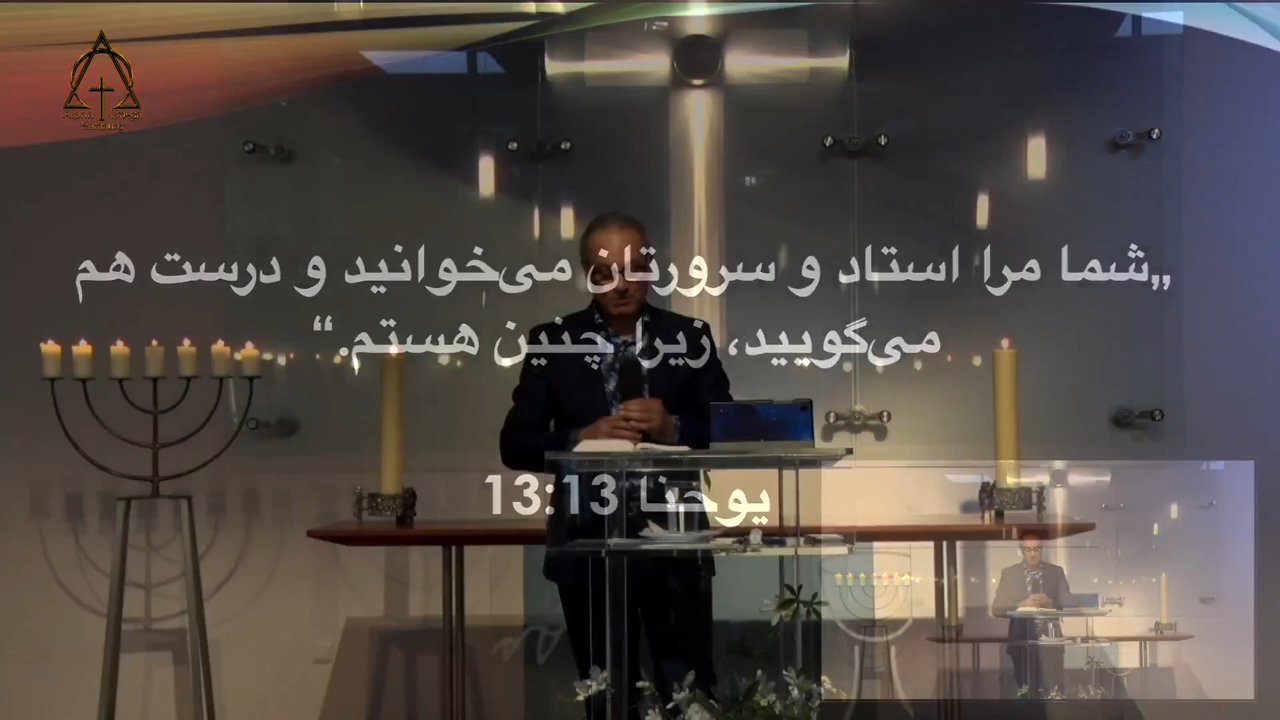 „شما مرا استاد و سرورتان می‌خوانید و درست هم
می‌گویید، زیرا چنین هستم.“
یوحنا 13:13